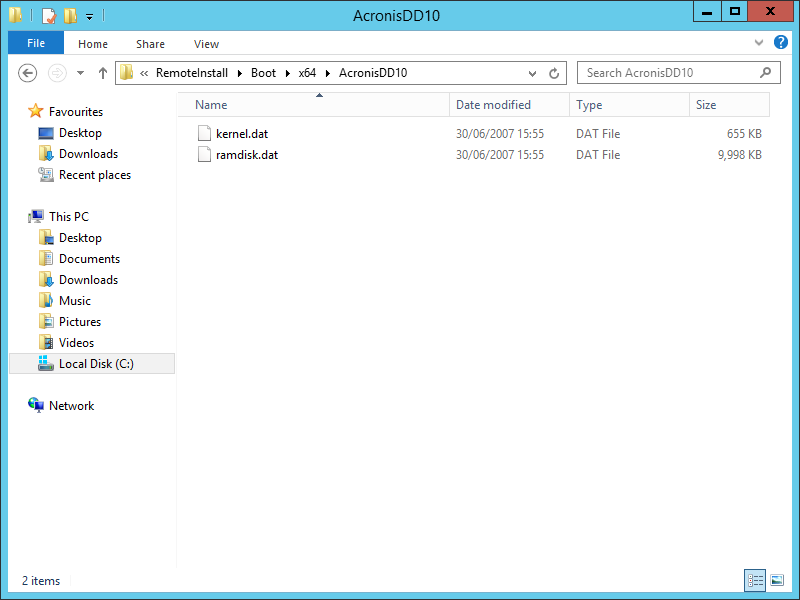 AcronisDD10
File Home Share View
« RemoteInstall Boot x64 AcronisDD10 Search AcronisDD10
Name Date modified Type Size
kernel.dat 30/06/2007 15:55 DAT File 655 KB
ramdisk.dat 30/06/2007 15:55 DAT File 9,998 KB
Favourites
Desktop
Downloads
Recent places
This PC
Desktop
Documents
Downloads
Music
Pictures
Videos
Local Disk (C:)
Network
2 items